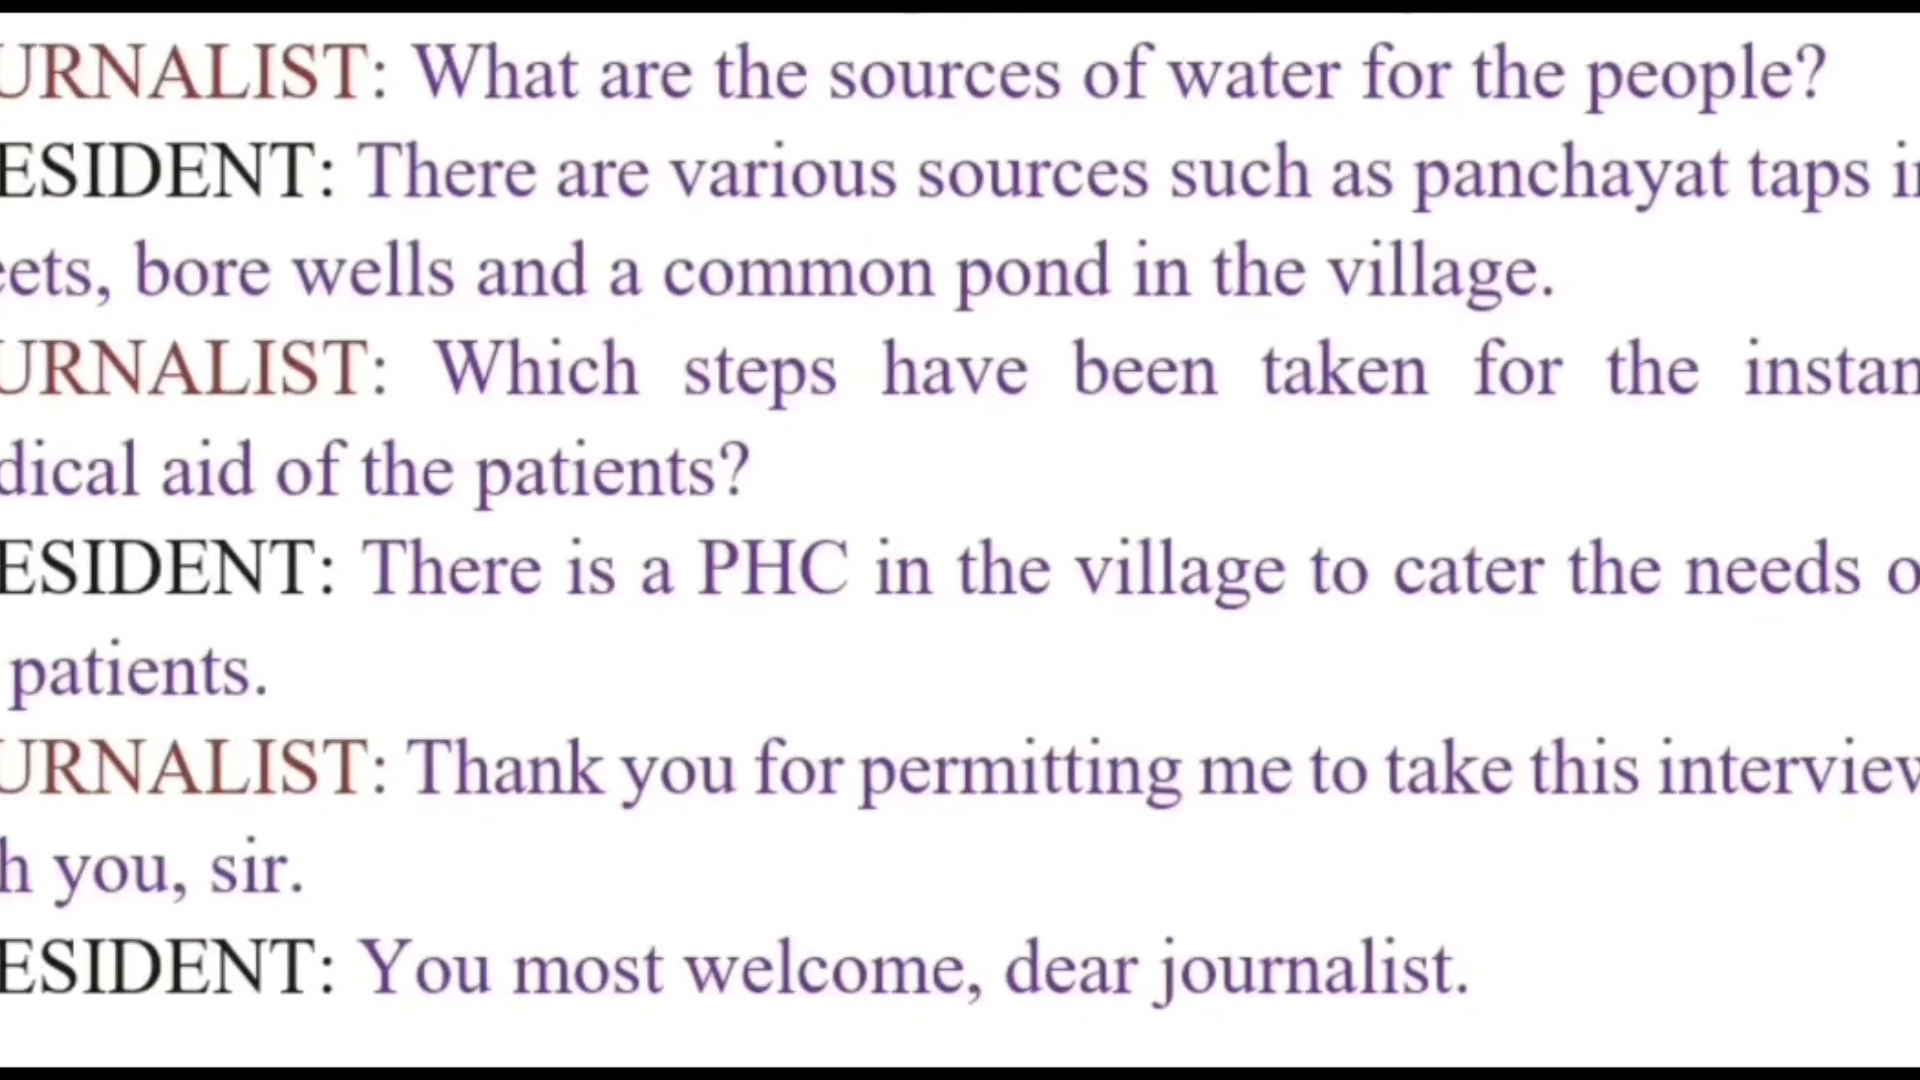 URNALIST: What are the sources of water for the people?
ESIDENT: There are various sources such as panchayat taps in
eets, bore wells and a common pond in the village.
URNALIST: Which steps have been taken for the instan
dical aid of the patients?
ESIDENT: There is a PHC in the village to cater the needs o
patients.
URNALIST: Thank you for permitting me to take this interview
h you, sir.
ESIDENT: You most welcome, dear journalist.